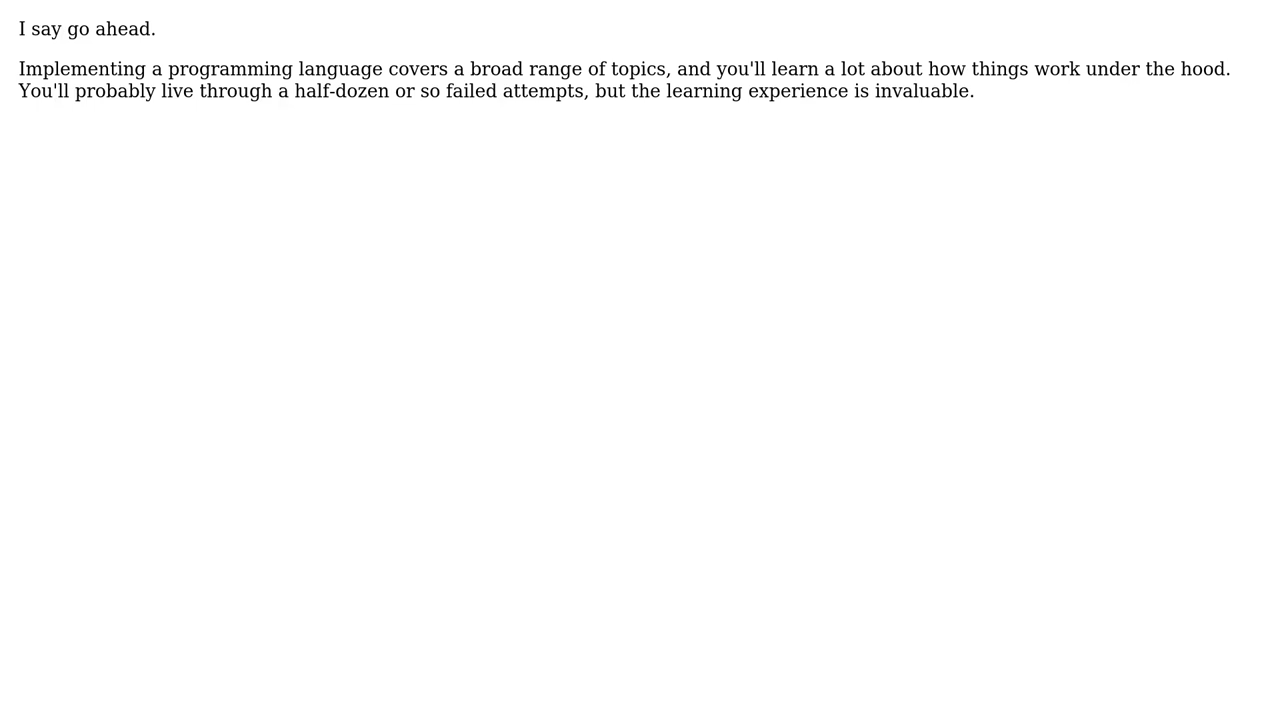 I say go ahead.
Implementing a programming language covers a broad range of topics, and you'll learn a lot about how things work under the hood.
You'll probably live through a half-dozen or so failed attempts, but the learning experience is invaluable.